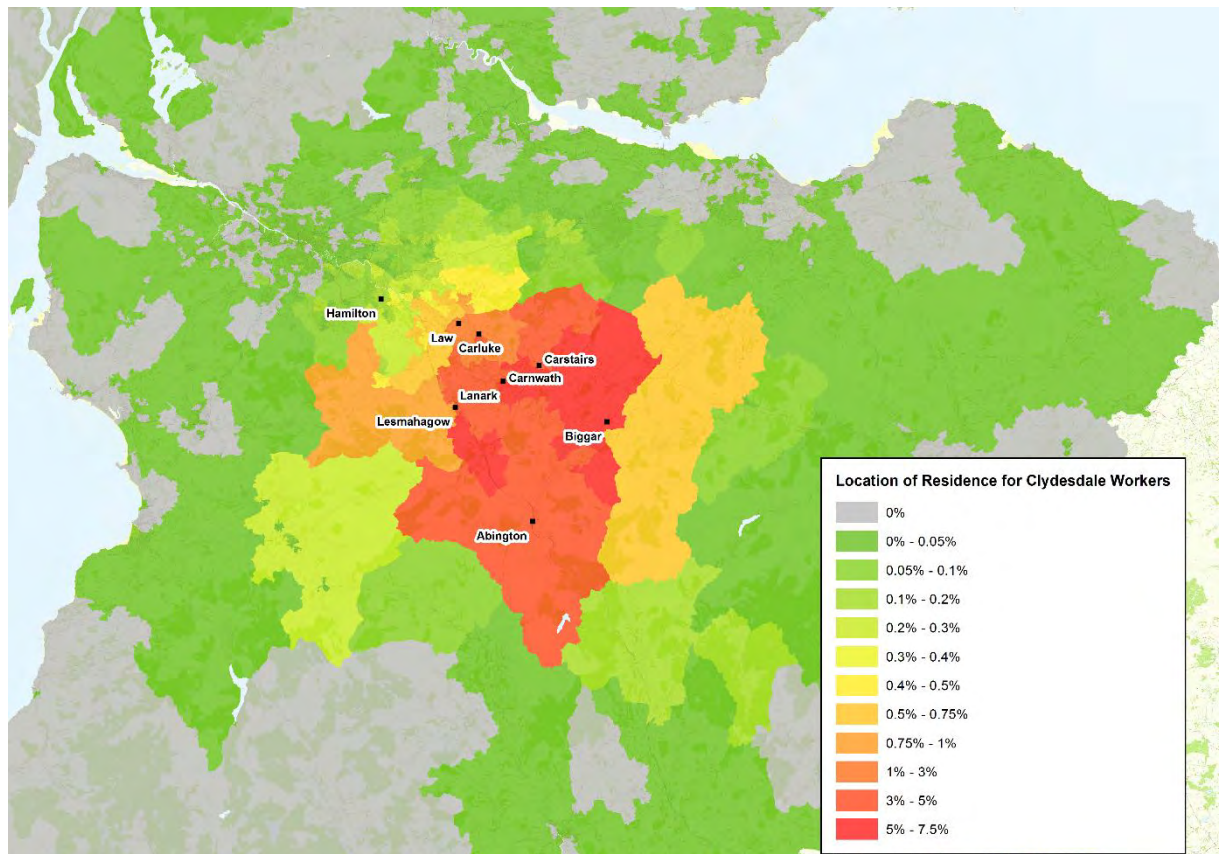 Hamilton
Law
Carluke
Carstairs
Carnwath
Lanark
Lesmahagow
Biggar
Abington
Location of Residence for Clydesdale Workers
0%
0% - 0.05%
0.05% - 0.1%
0.1% - 0.2%
0.2% - 0.3%
0.3% - 0.4%
0.4% - 0.5%
0.5% - 0.75%
0.75% - 1%
1% - 3%
3% - 5%
5% - 7.5%